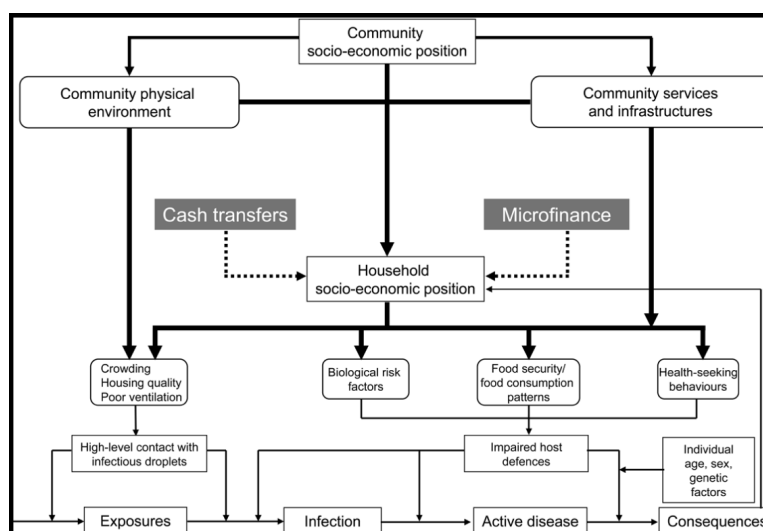 Community
socio-economic position
Community physical
environment
Community services
and infrastructures
Cash transfers
Microfinance
Household
socio-economic position
Crowding
Housing quality
Poor ventilation
Biological risk
factors
Food security/
food consumption
patterns
Health-seeking
behaviours
High-level contact with
infectious droplets
Impaired host
defences
Individual
age, sex,
genetic
factors
Exposures
Infection
Active disease
Consequences